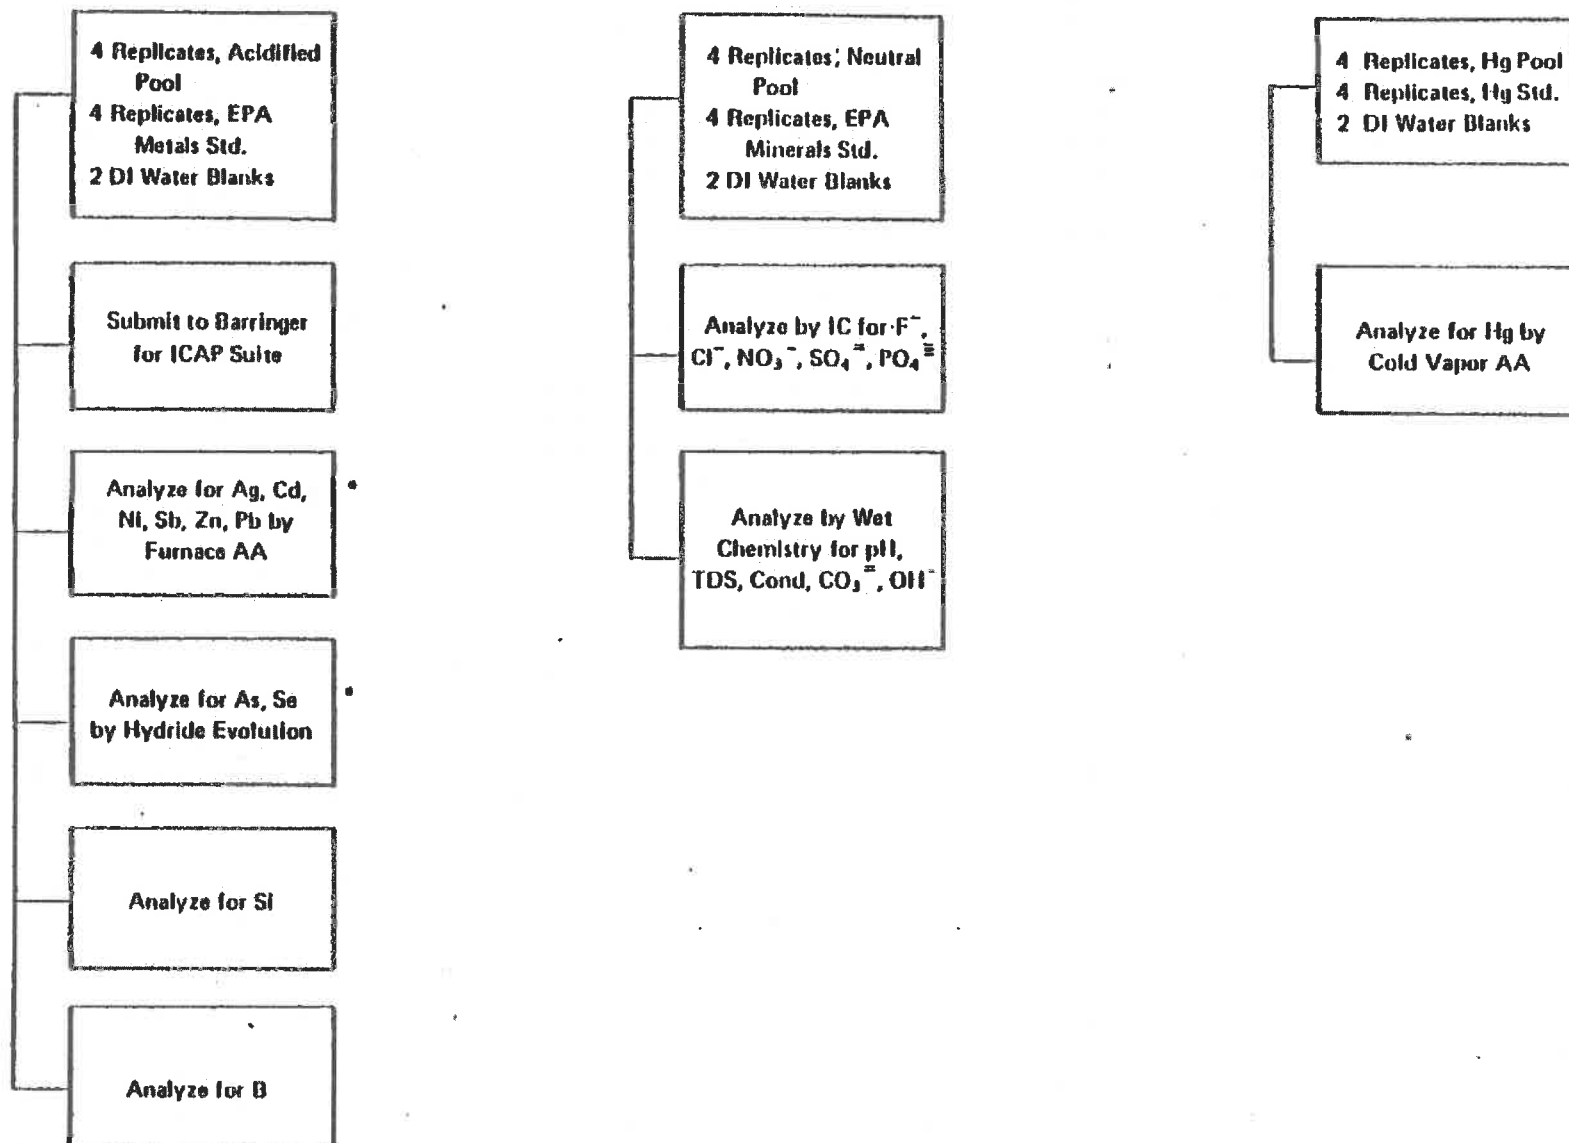 4 Replicates, Acidified
Pool
4 Replicates, EPA
Metals Std.
2 DI Water Blanks
Submit to Barringer
for ICAP Suite
Analyze for Ag, Cd, *
Ni, Sb, Zn, Pb by
Furnace AA
Analyze for As, Se *
by Hydride Evolution
Analyze for Si
Analyze for B
4 Replicates, Neutral
Pool
4 Replicates, EPA
Minerals Std.
2 DI Water Blanks
Analyze by IC for F⁻,
Cl⁻, NO₃⁻, SO₄⁼, PO₄≡
Analyze by Wet
Chemistry for pH,
TDS, Cond, CO₃⁼, OH⁻
4 Replicates, Hg Pool
4 Replicates, Hg Std.
2 DI Water Blanks
Analyze for Hg by
Cold Vapor AA